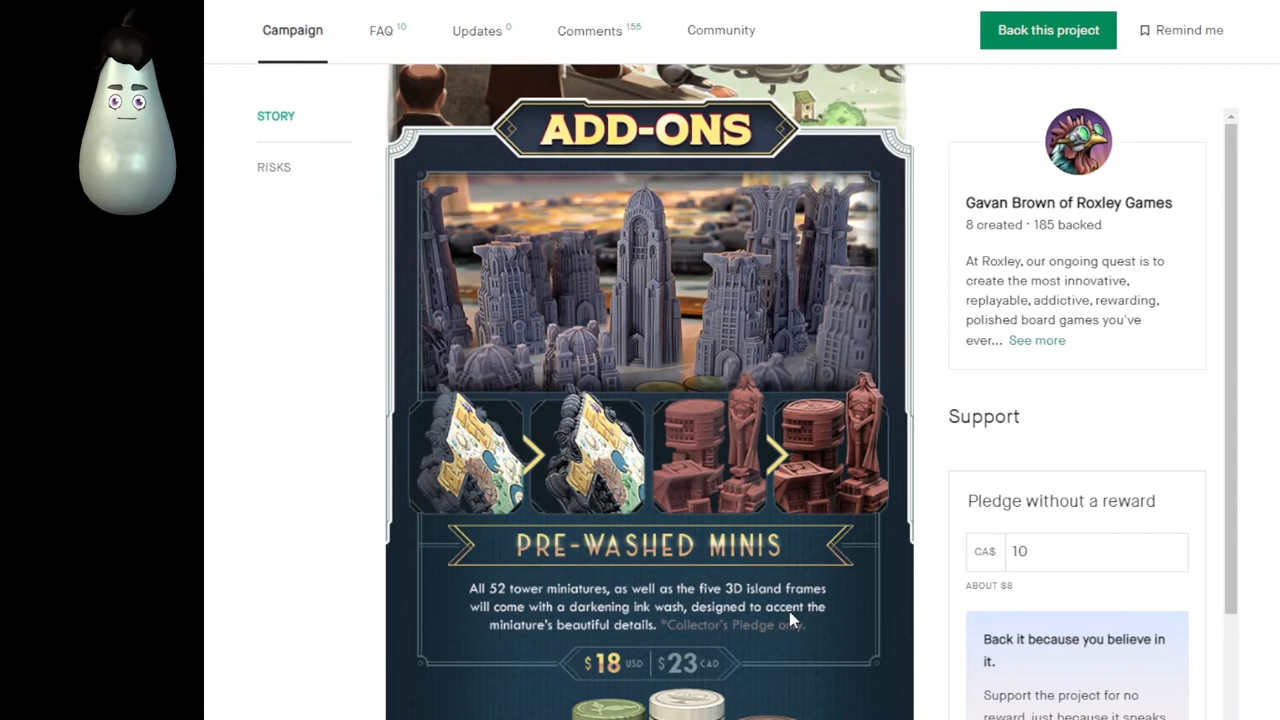 Campaign
FAQ 10
Updates 0
Comments 155
Community
Back this project
Remind me
STORY
RISKS
ADD-ONS
PRE-WASHED MINIS
All 52 tower miniatures, as well as the five 3D island frames
will come with a darkening ink wash, designed to accent the
miniature's beautiful details. *Collector's Pledge only.
$18 USD | $23 CAD
Gavan Brown of Roxley Games
8 created · 185 backed
At Roxley, our ongoing quest is to
create the most innovative,
replayable, addictive, rewarding,
polished board games you've
ever... See more
Support
Pledge without a reward
CA$ 10
ABOUT $8
Back it because you believe in
it.
Support the project for no
reward, just because it speaks